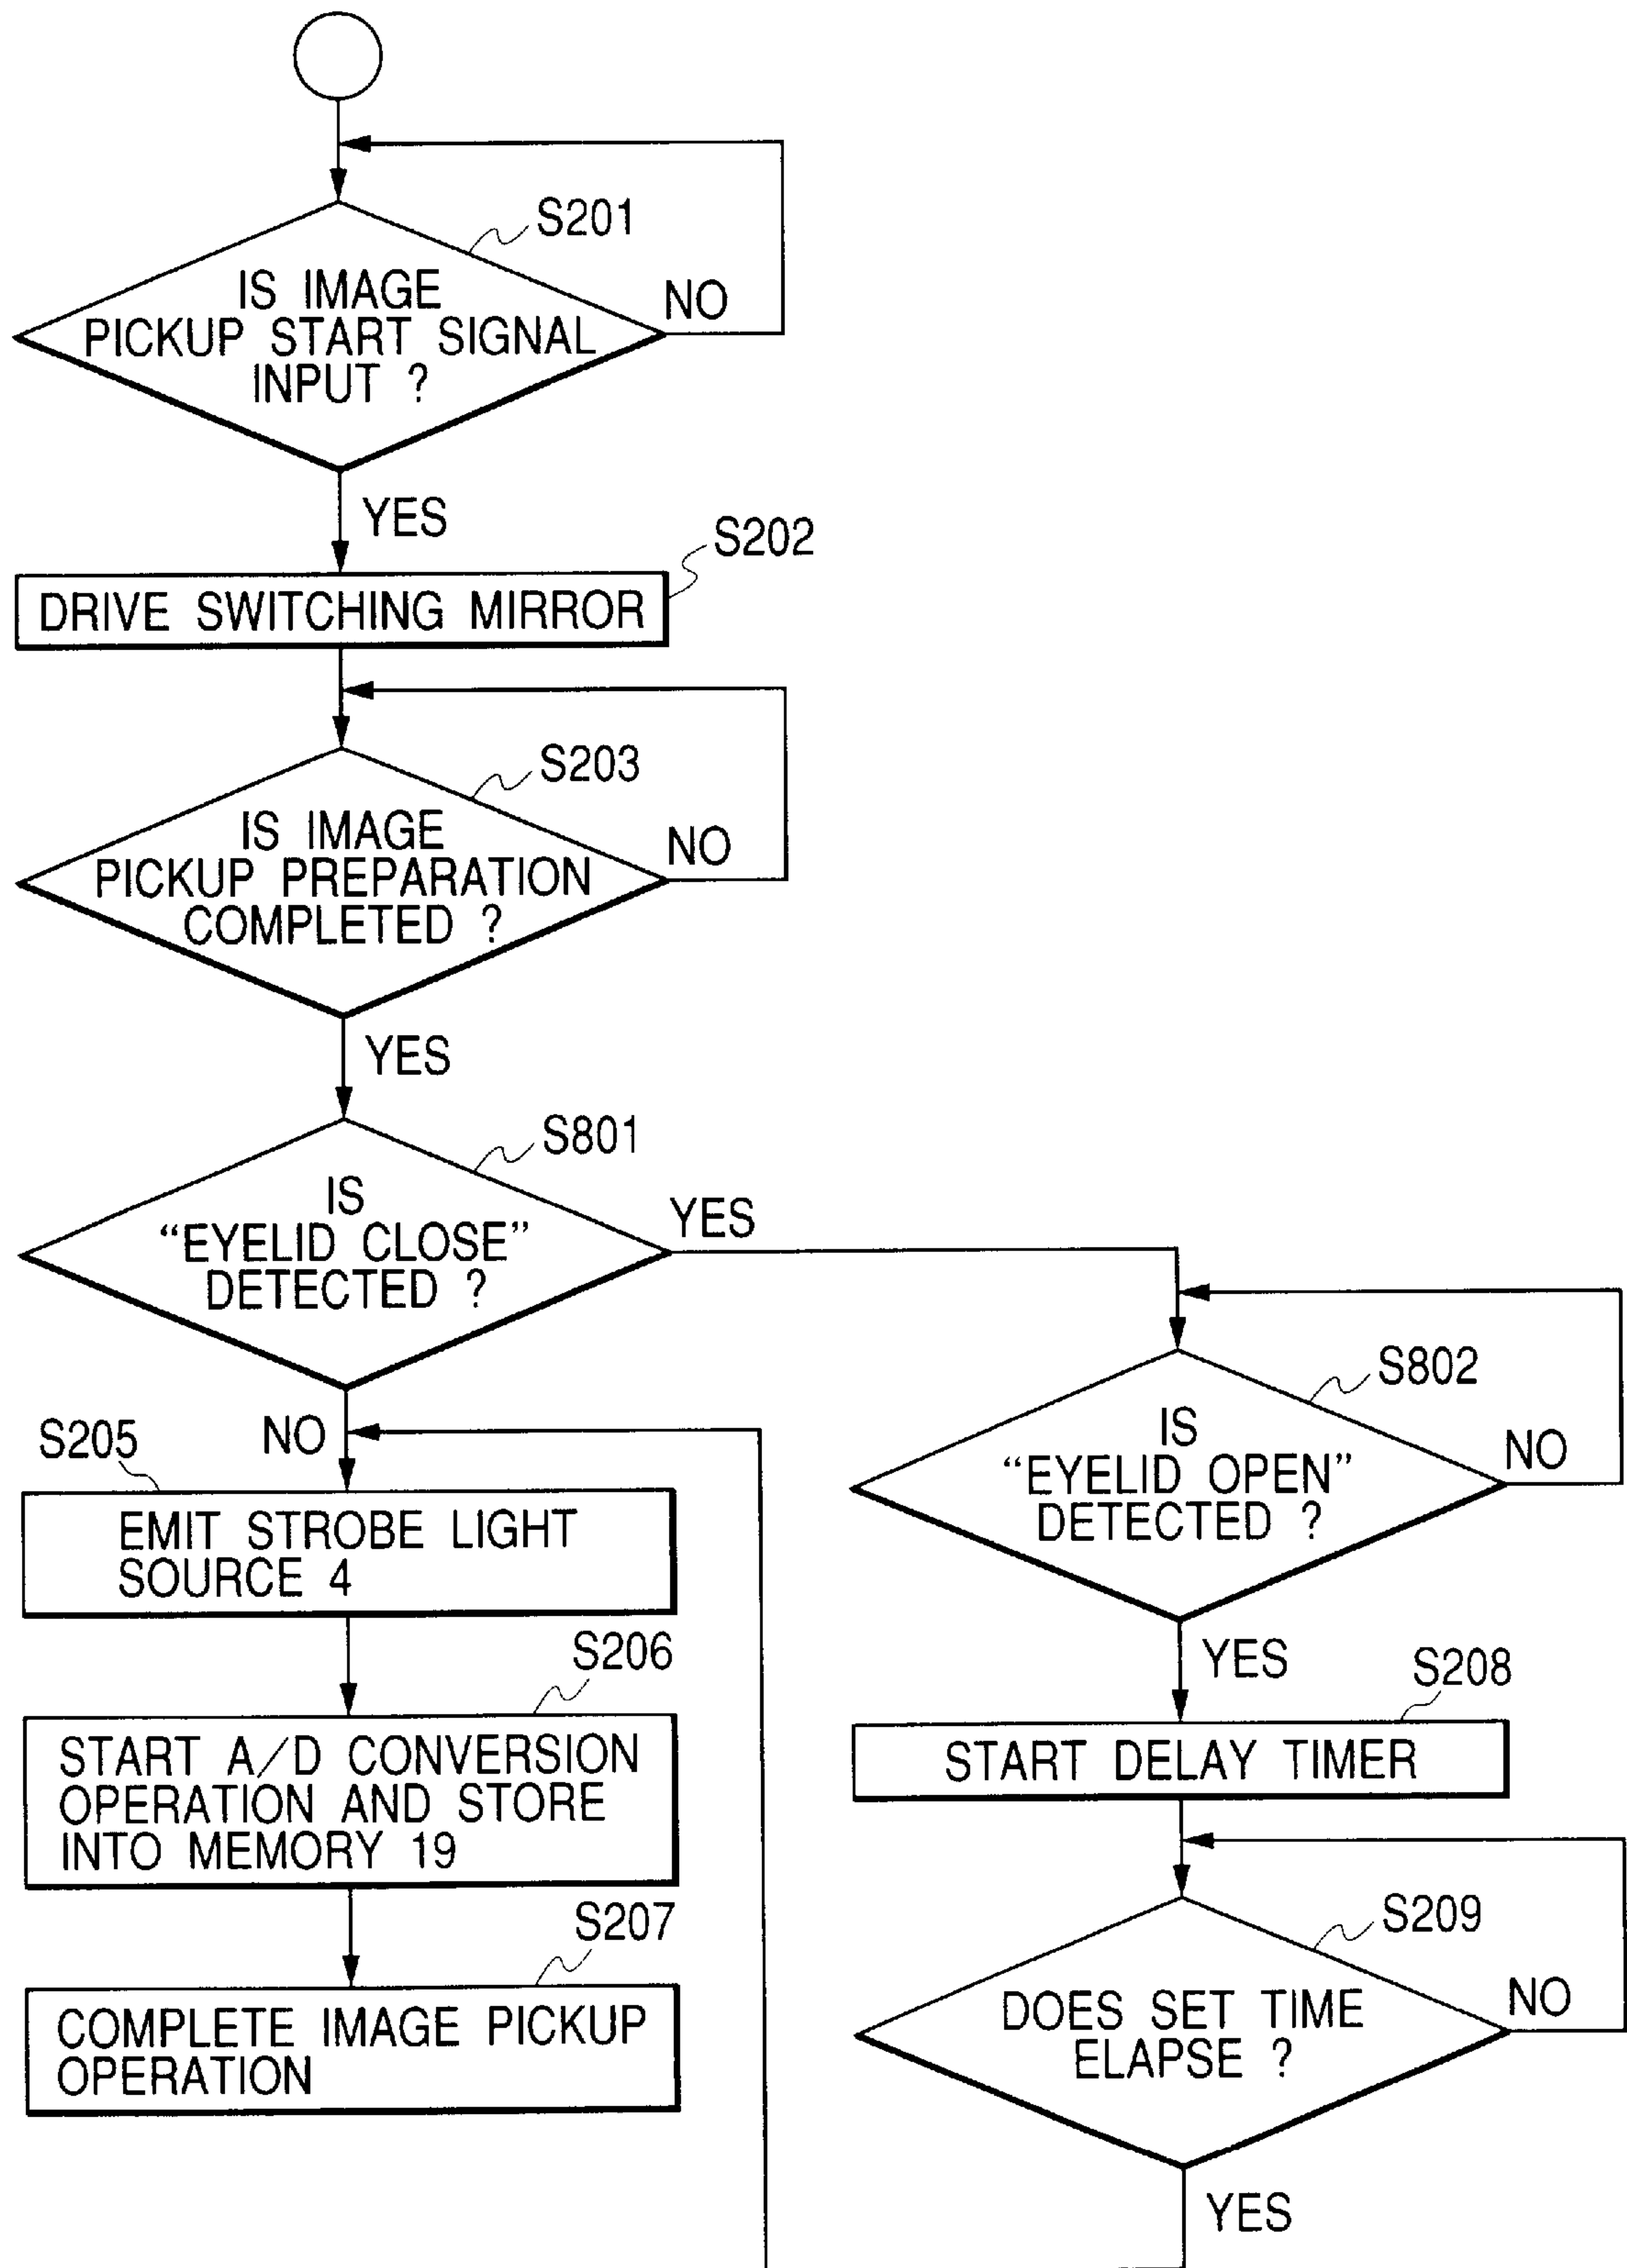 S201
IS IMAGE
PICKUP START SIGNAL
INPUT ?
NO
YES
S202
DRIVE SWITCHING MIRROR
S203
IS IMAGE
PICKUP PREPARATION
COMPLETED ?
NO
YES
S801
IS
“EYELID CLOSE”
DETECTED ?
YES
NO
S205
EMIT STROBE LIGHT
SOURCE 4
S206
START A/D CONVERSION
OPERATION AND STORE
INTO MEMORY 19
S207
COMPLETE IMAGE PICKUP
OPERATION
S802
IS
“EYELID OPEN”
DETECTED ?
NO
YES
S208
START DELAY TIMER
S209
DOES SET TIME
ELAPSE ?
NO
YES